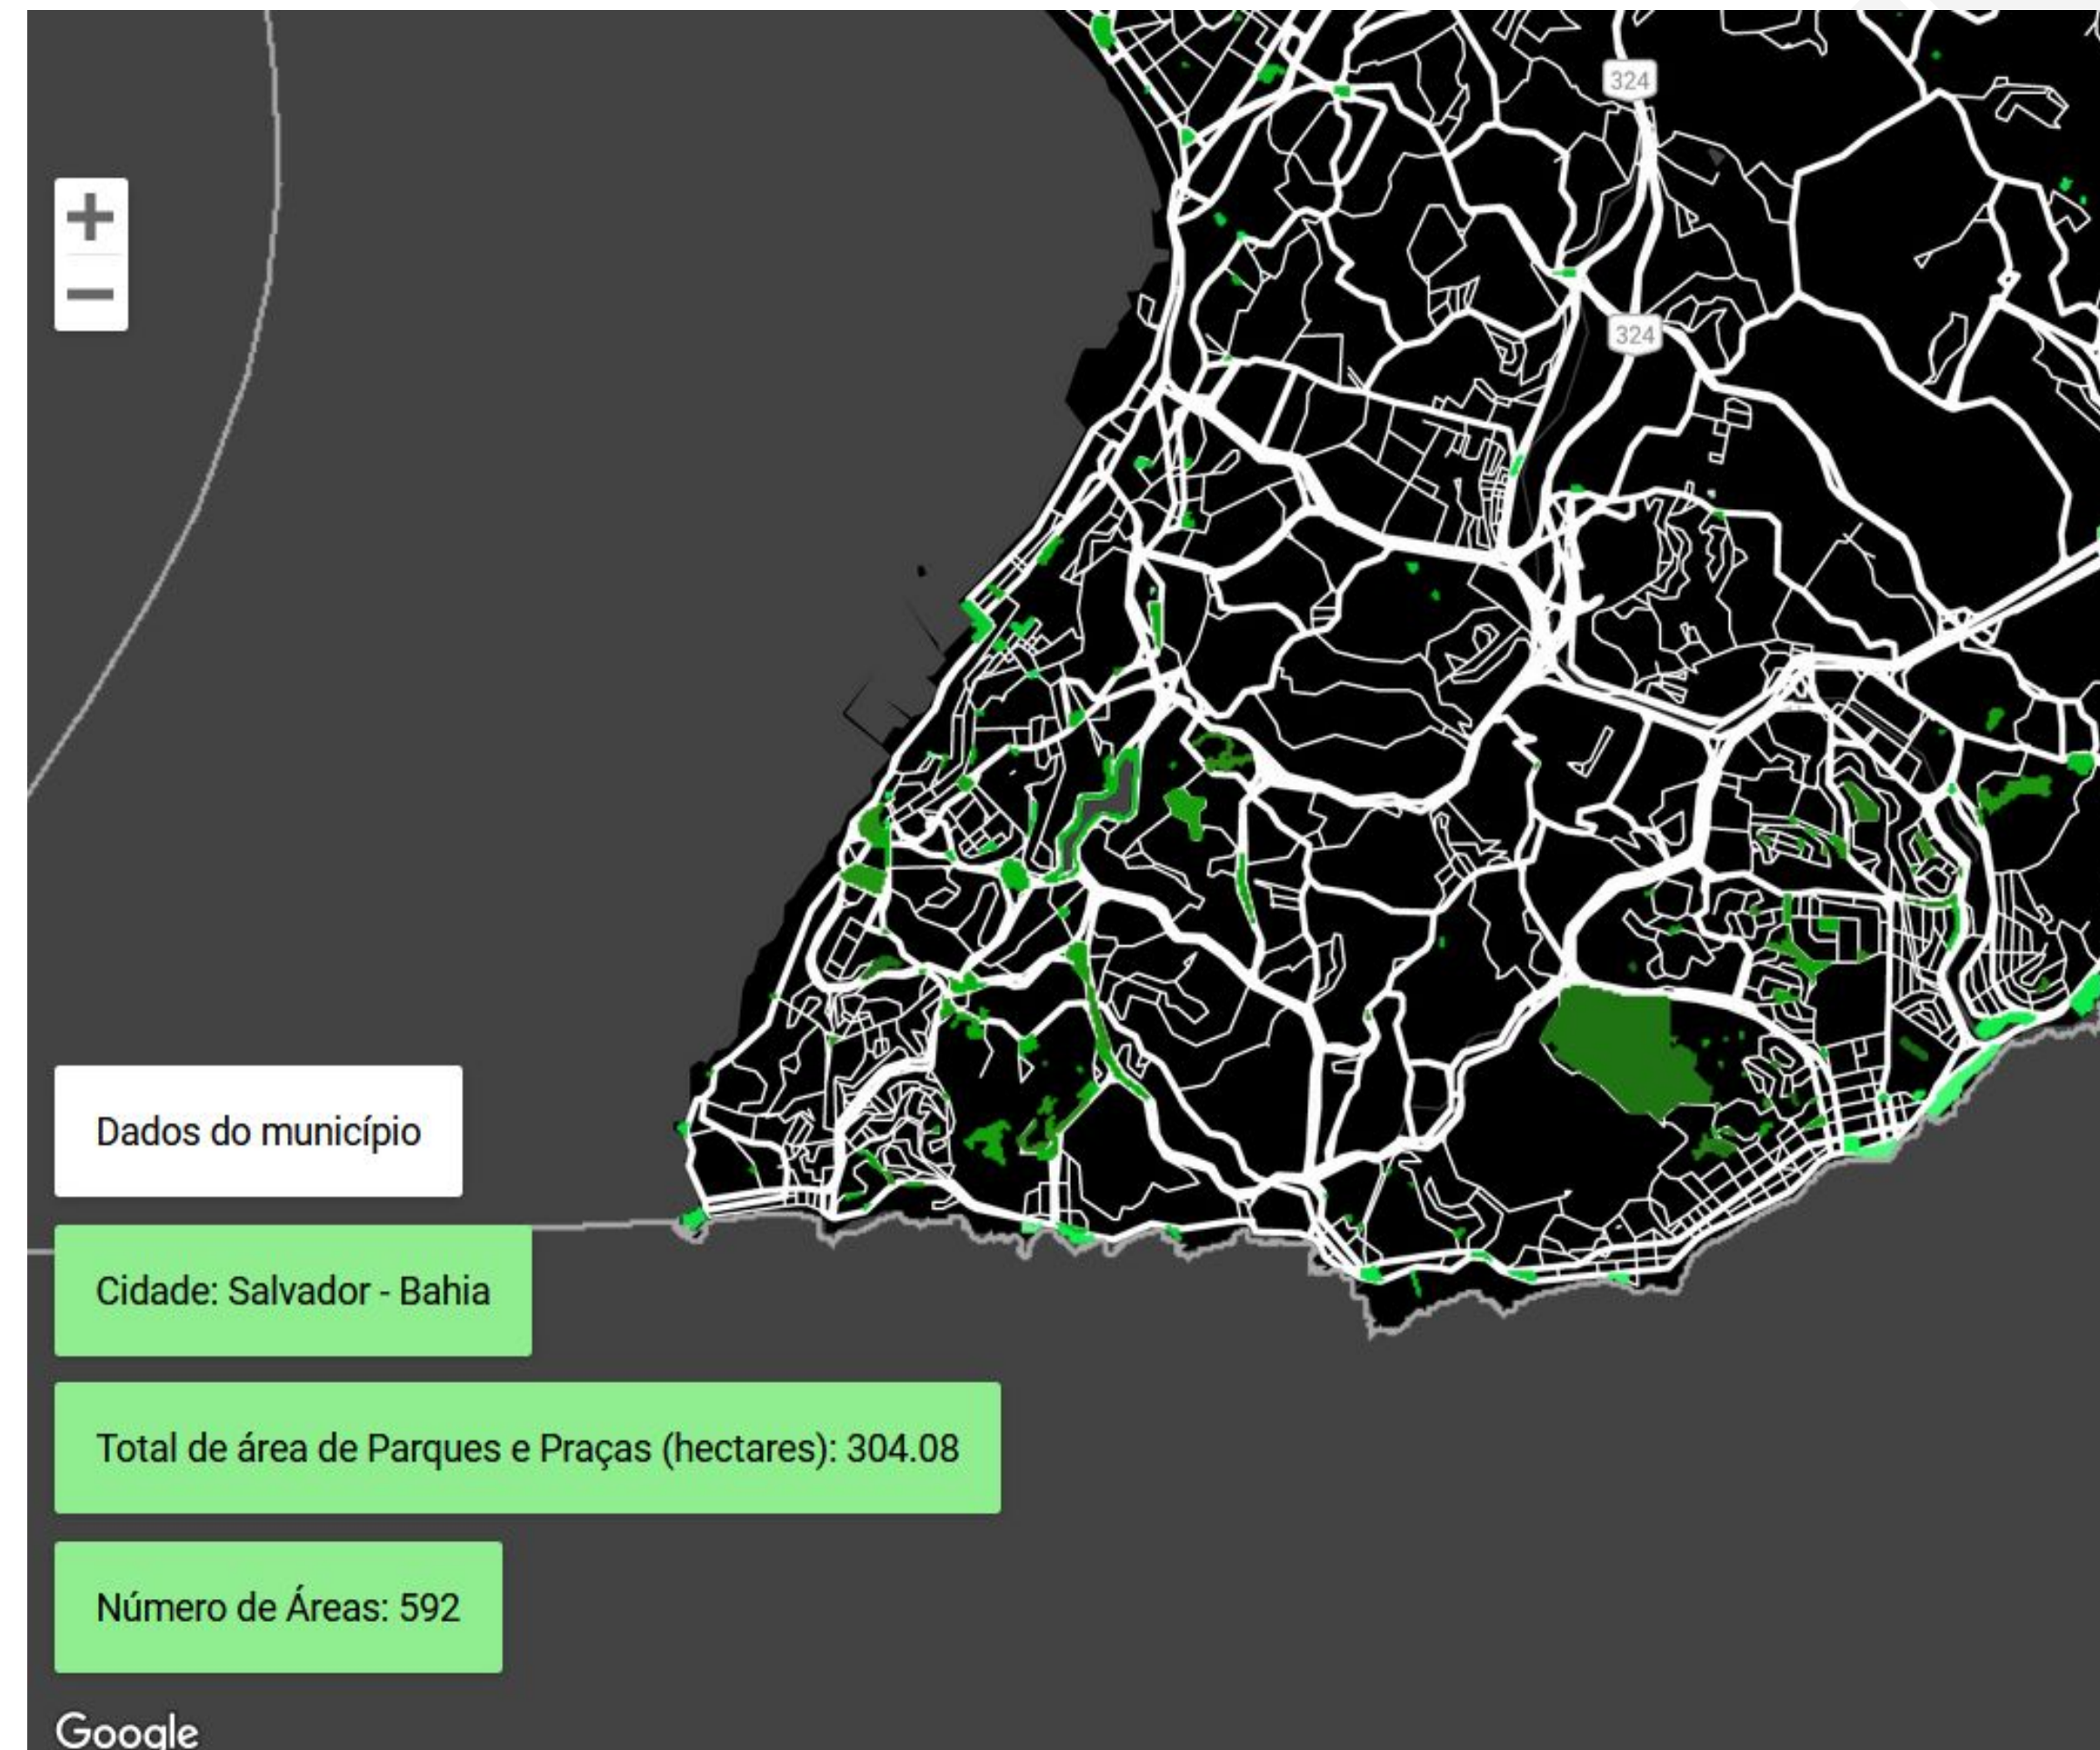 324
+
324
−
Dados do município
Cidade: Salvador - Bahia
Total de área de Parques e Praças (hectares): 304.08
Número de Áreas: 592
Google